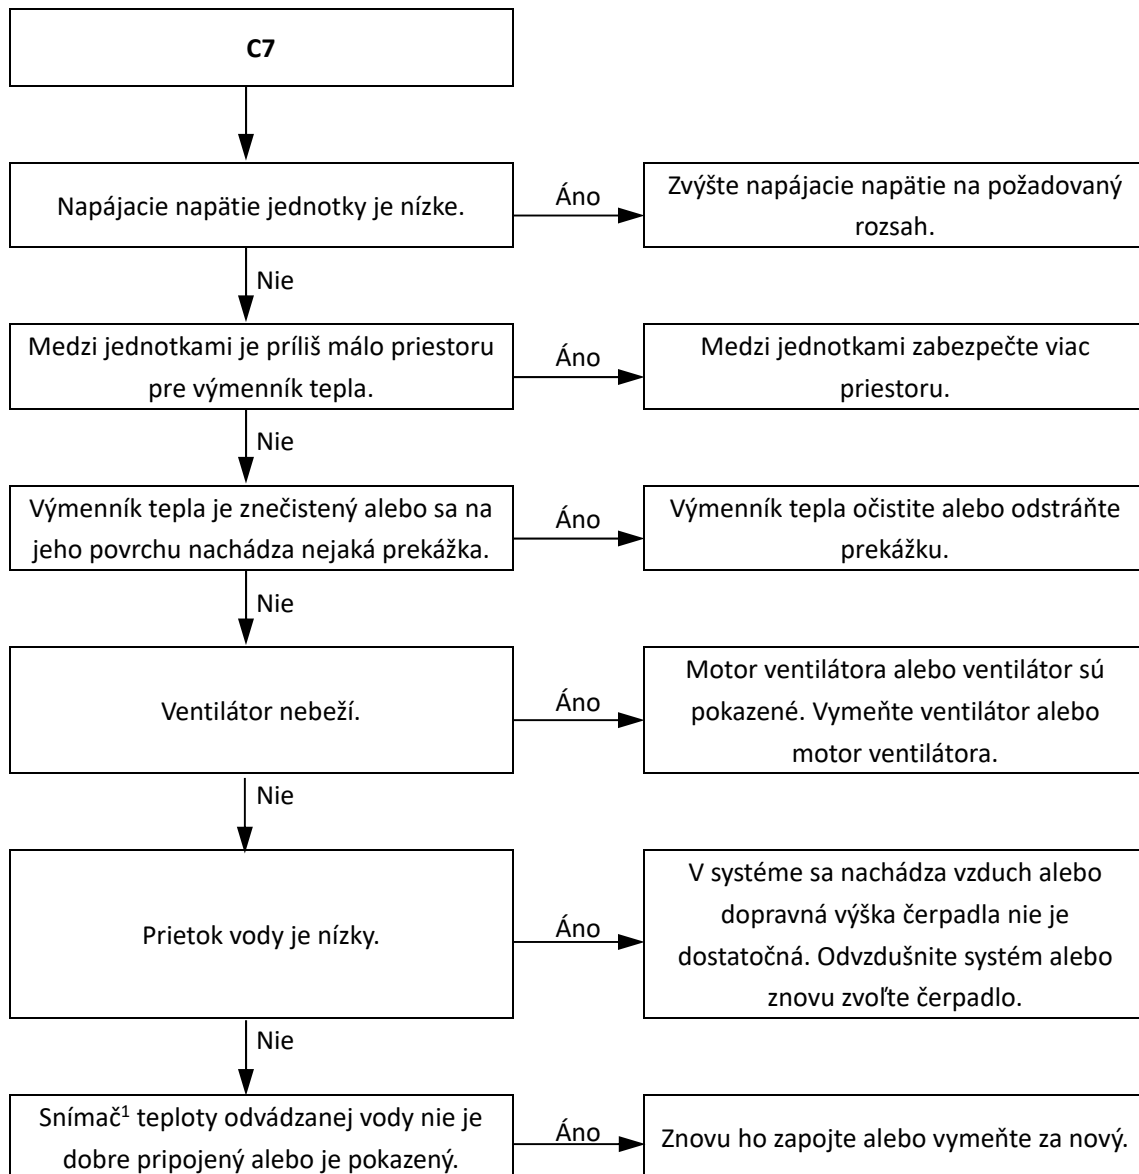 C7
Napájacie napätie jednotky je nízke.
Áno
Zvýšte napájacie napätie na požadovaný
rozsah.
Nie
Medzi jednotkami je príliš málo priestoru
pre výmenník tepla.
Áno
Medzi jednotkami zabezpečte viac
priestoru.
Nie
Výmenník tepla je znečistený alebo sa na
jeho povrchu nachádza nejaká prekážka.
Áno
Výmenník tepla očistite alebo odstráňte
prekážku.
Nie
Ventilátor nebeží.
Áno
Motor ventilátora alebo ventilátor sú
pokazené. Vymeňte ventilátor alebo
motor ventilátora.
Nie
Prietok vody je nízky.
Áno
V systéme sa nachádza vzduch alebo
dopravná výška čerpadla nie je
dostatočná. Odvzdušnite systém alebo
znovu zvoľte čerpadlo.
Nie
Snímač¹ teploty odvádzanej vody nie je
dobre pripojený alebo je pokazený.
Áno
Znovu ho zapojte alebo vymeňte za nový.